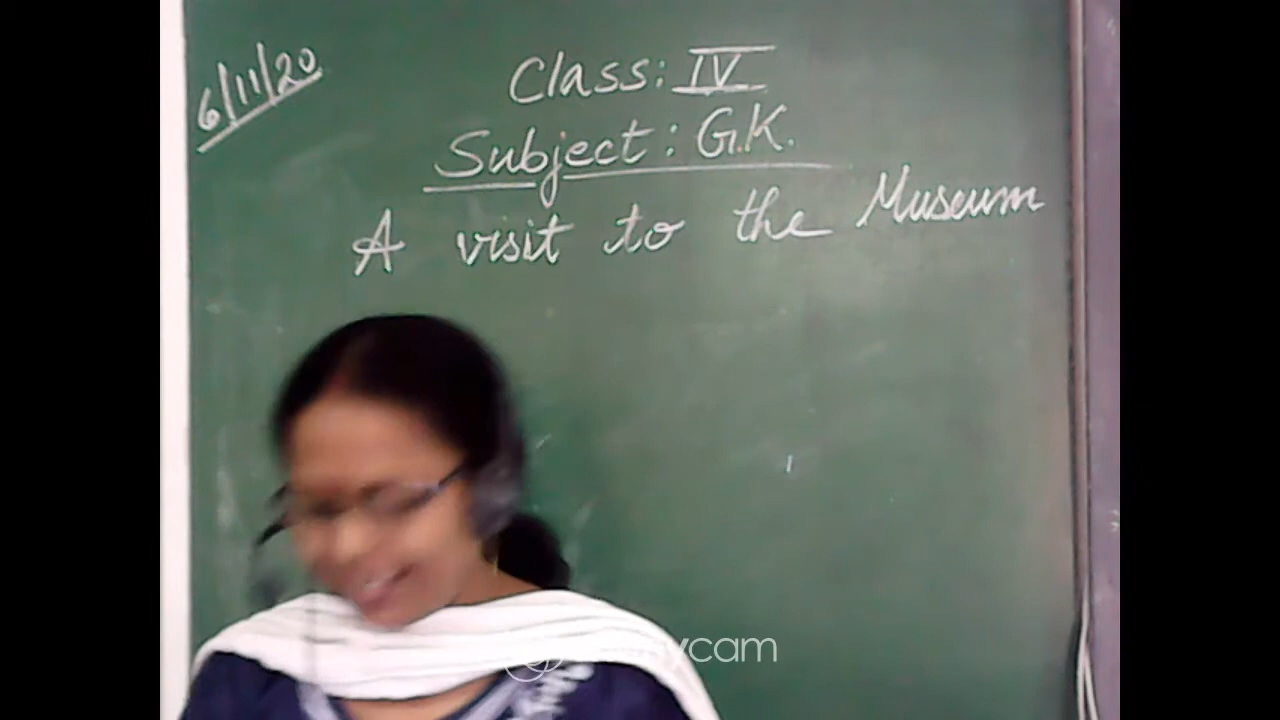 6/11/20
Class: IV
Subject: G.K.
A visit to the Museum